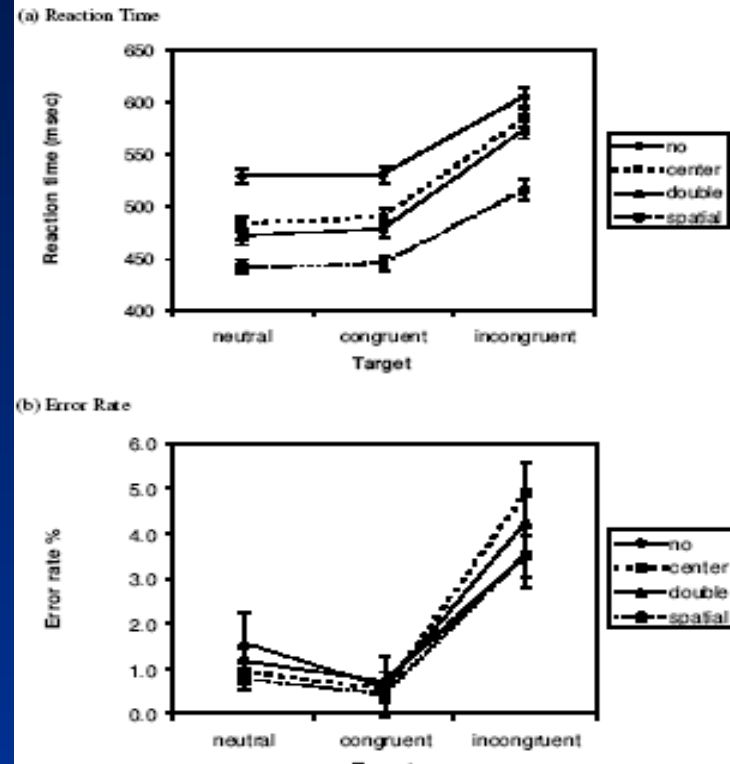 (a) Reaction Time
650
600
550
500
450
400
Reaction time (msec)
neutral congruent incongruent
Target
no
center
double
spatial
(b) Error Rate
6.0
5.0
4.0
3.0
2.0
1.0
0.0
Error rate %
neutral congruent incongruent
no
center
double
spatial